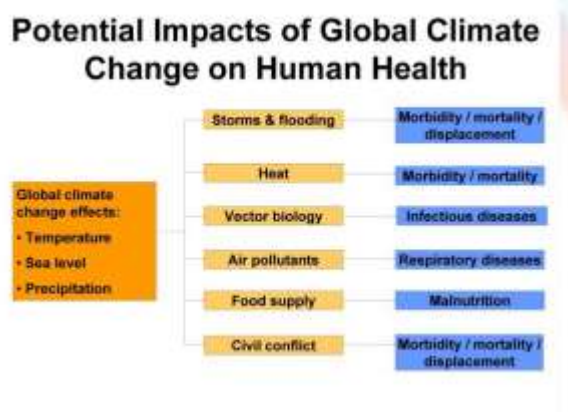 Potential Impacts of Global Climate
Change on Human Health
Global climate
change effects:
• Temperature
• Sea level
• Precipitation
Storms & flooding
Morbidity / mortality /
displacement
Heat
Morbidity / mortality
Vector biology
Infectious diseases
Air pollutants
Respiratory diseases
Food supply
Malnutrition
Civil conflict
Morbidity / mortality /
displacement